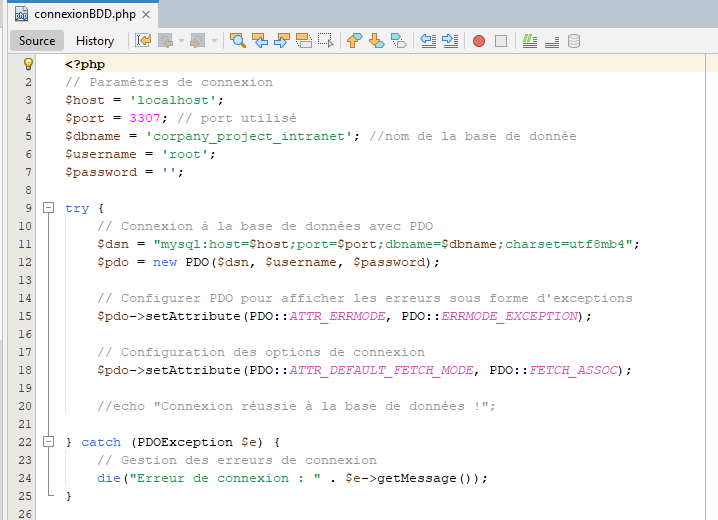 connexionBDD.php
Source History
<?php
2 // Paramètres de connexion
3 $host = 'localhost';
4 $port = 3307; // port utilisé
5 $dbname = 'corpany_project_intranet'; //nom de la base de donnée
6 $username = 'root';
7 $password = '';
8
9 try {
10 // Connexion à la base de données avec PDO
11 $dsn = "mysql:host=$host;port=$port;dbname=$dbname;charset=utf8mb4";
12 $pdo = new PDO($dsn, $username, $password);
13
14 // Configurer PDO pour afficher les erreurs sous forme d'exceptions
15 $pdo->setAttribute(PDO::ATTR_ERRMODE, PDO::ERRMODE_EXCEPTION);
16
17 // Configuration des options de connexion
18 $pdo->setAttribute(PDO::ATTR_DEFAULT_FETCH_MODE, PDO::FETCH_ASSOC);
19
20 //echo "Connexion réussie à la base de données !";
21
22 } catch (PDOException $e) {
23 // Gestion des erreurs de connexion
24 die("Erreur de connexion : " . $e->getMessage());
25 }
26